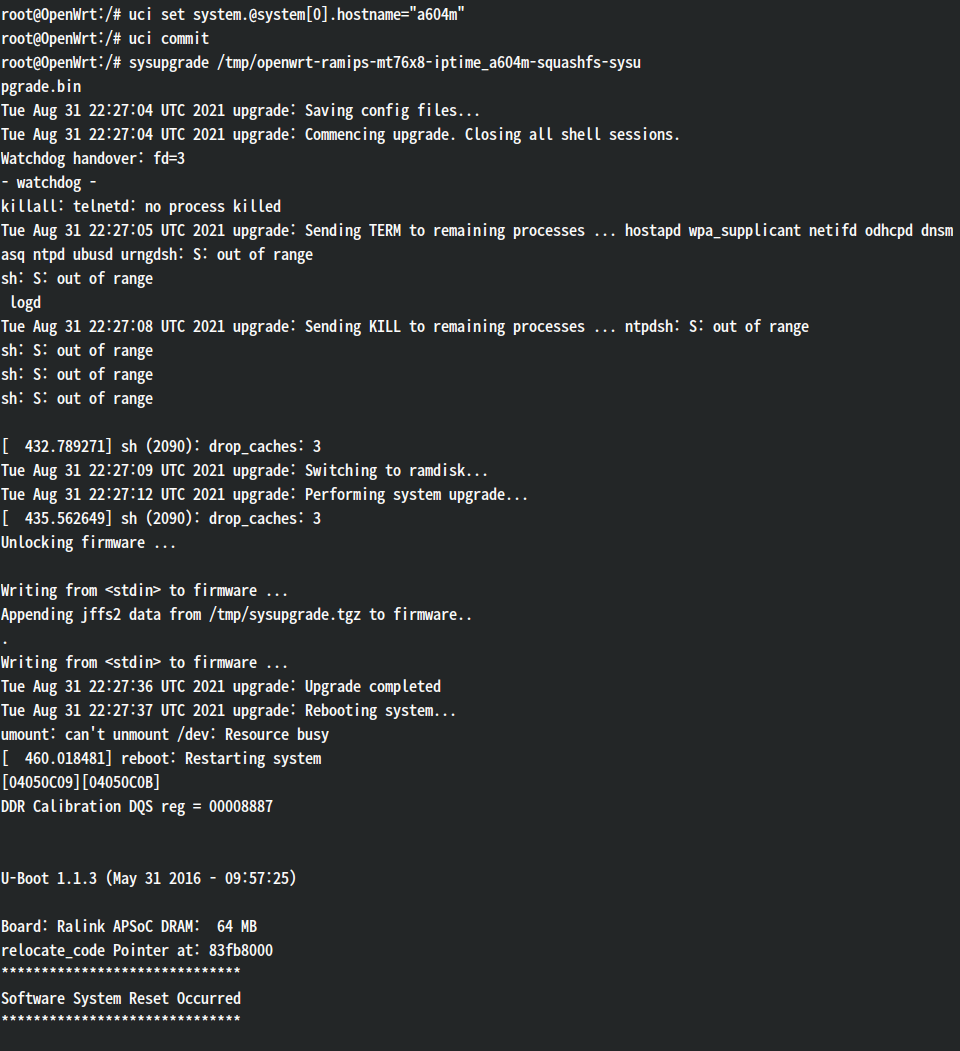 root@OpenWrt:/# uci set system.@system[0].hostname="a604m"
root@OpenWrt:/# uci commit
root@OpenWrt:/# sysupgrade /tmp/openwrt-ramips-mt76x8-iptime_a604m-squashfs-sysu
pgrade.bin
Tue Aug 31 22:27:04 UTC 2021 upgrade: Saving config files...
Tue Aug 31 22:27:04 UTC 2021 upgrade: Commencing upgrade. Closing all shell sessions.
Watchdog handover: fd=3
- watchdog -
killall: telnetd: no process killed
Tue Aug 31 22:27:05 UTC 2021 upgrade: Sending TERM to remaining processes ... hostapd wpa_supplicant netifd odhcpd dnsm
asq ntpd ubusd urngdsh: S: out of range
sh: S: out of range
 logd
Tue Aug 31 22:27:08 UTC 2021 upgrade: Sending KILL to remaining processes ... ntpdsh: S: out of range
sh: S: out of range
sh: S: out of range
sh: S: out of range
[  432.789271] sh (2090): drop_caches: 3
Tue Aug 31 22:27:09 UTC 2021 upgrade: Switching to ramdisk...
Tue Aug 31 22:27:12 UTC 2021 upgrade: Performing system upgrade...
[  435.562649] sh (2090): drop_caches: 3
Unlocking firmware ...
Writing from <stdin> to firmware ...
Appending jffs2 data from /tmp/sysupgrade.tgz to firmware..
.
Writing from <stdin> to firmware ...
Tue Aug 31 22:27:36 UTC 2021 upgrade: Upgrade completed
Tue Aug 31 22:27:37 UTC 2021 upgrade: Rebooting system...
umount: can't unmount /dev: Resource busy
[  460.018481] reboot: Restarting system
[04050C09][04050C0B]
DDR Calibration DQS reg = 00008887
U-Boot 1.1.3 (May 31 2016 - 09:57:25)
Board: Ralink APSoC DRAM:  64 MB
relocate_code Pointer at: 83fb8000
******************************
Software System Reset Occurred
******************************